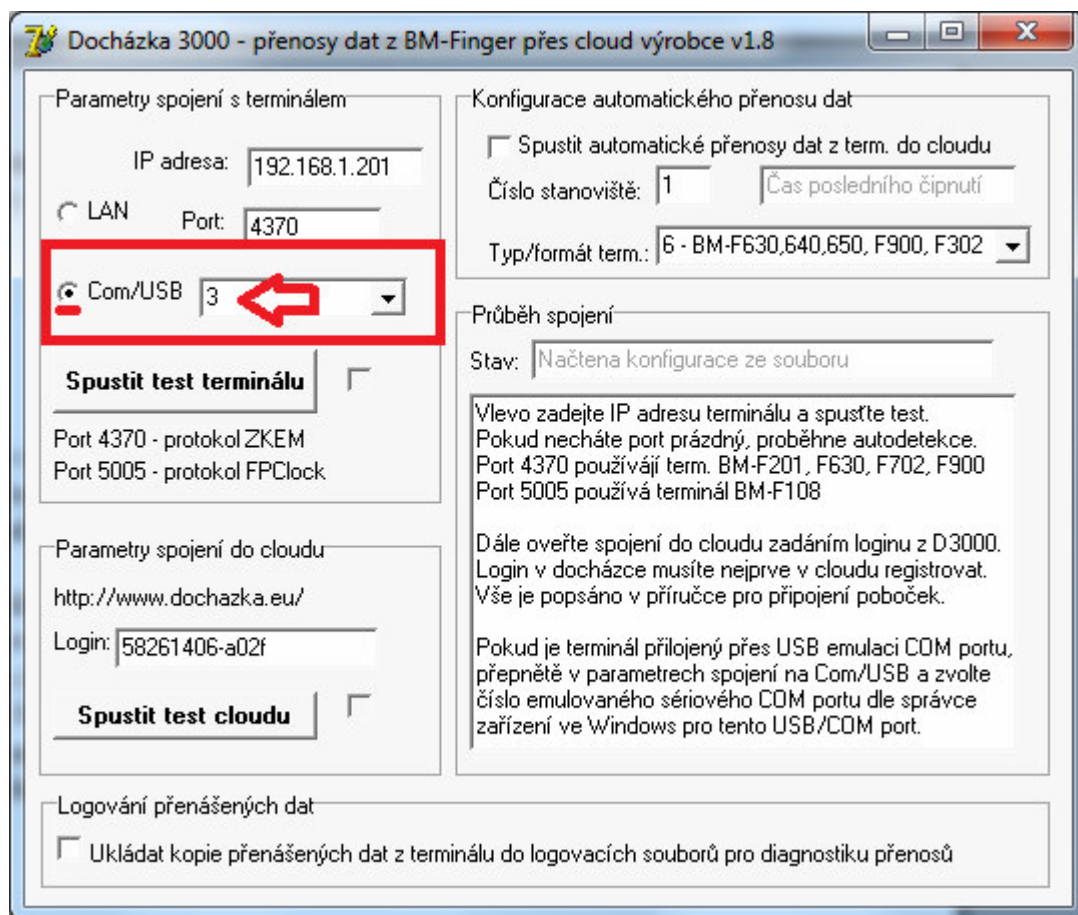 Docházka 3000 - přenosy dat z BM-Finger přes cloud výrobce v1.8
Parametry spojení s terminálem
IP adresa: 192.168.1.201
LAN Port: 4370
Com/USB 3
Spustit test terminálu
Port 4370 - protokol ZKEM
Port 5005 - protokol FPClock
Parametry spojení do cloudu
http://www.dochazka.eu/
Login: 58261406-a02f
Spustit test cloudu
Konfigurace automatického přenosu dat
Spustit automatické přenosy dat z term. do cloudu
Číslo stanoviště: 1 Čas posledního čipnutí
Typ/formát term.: 6 - BM-F630,640,650, F900, F302
Průběh spojení
Stav: Načtena konfigurace ze souboru
Vlevo zadejte IP adresu terminálu a spusťte test.
Pokud necháte port prázdný, proběhne autodetekce.
Port 4370 používájí term. BM-F201, F630, F702, F900
Port 5005 používá terminál BM-F108
Dále oveřte spojení do cloudu zadáním loginu z D3000.
Login v docházce musíte nejprve v cloudu registrovat.
Vše je popsáno v příručce pro připojení poboček.
Pokud je terminál přilojený přes USB emulaci COM portu,
přepnětě v parametrech spojení na Com/USB a zvolte
číslo emulovaného sériového COM portu dle správce
zařízení ve Windows pro tento USB/COM port.
Logování přenášených dat
Ukládat kopie přenášených dat z terminálu do logovacích souborů pro diagnostiku přenosů